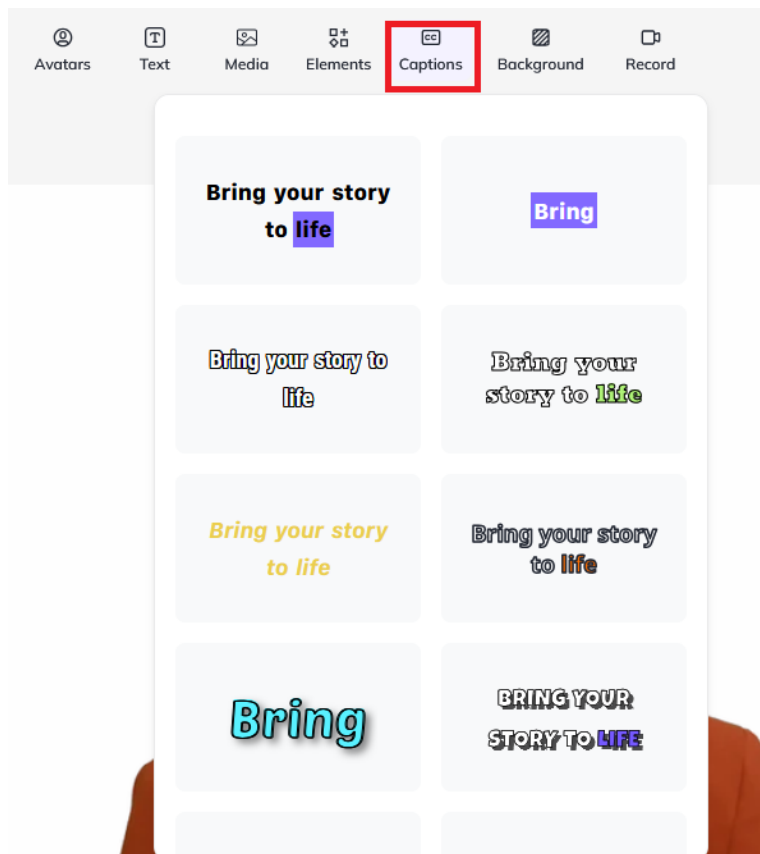 Avatars Text Media Elements CC Captions Background Record
T
Bring your story
to life
Bring
Bring your story to
life
Bring your
story to life
Bring your story
to life
Bring your story
to life
Bring
BRING YOUR
STORY TO LIFE